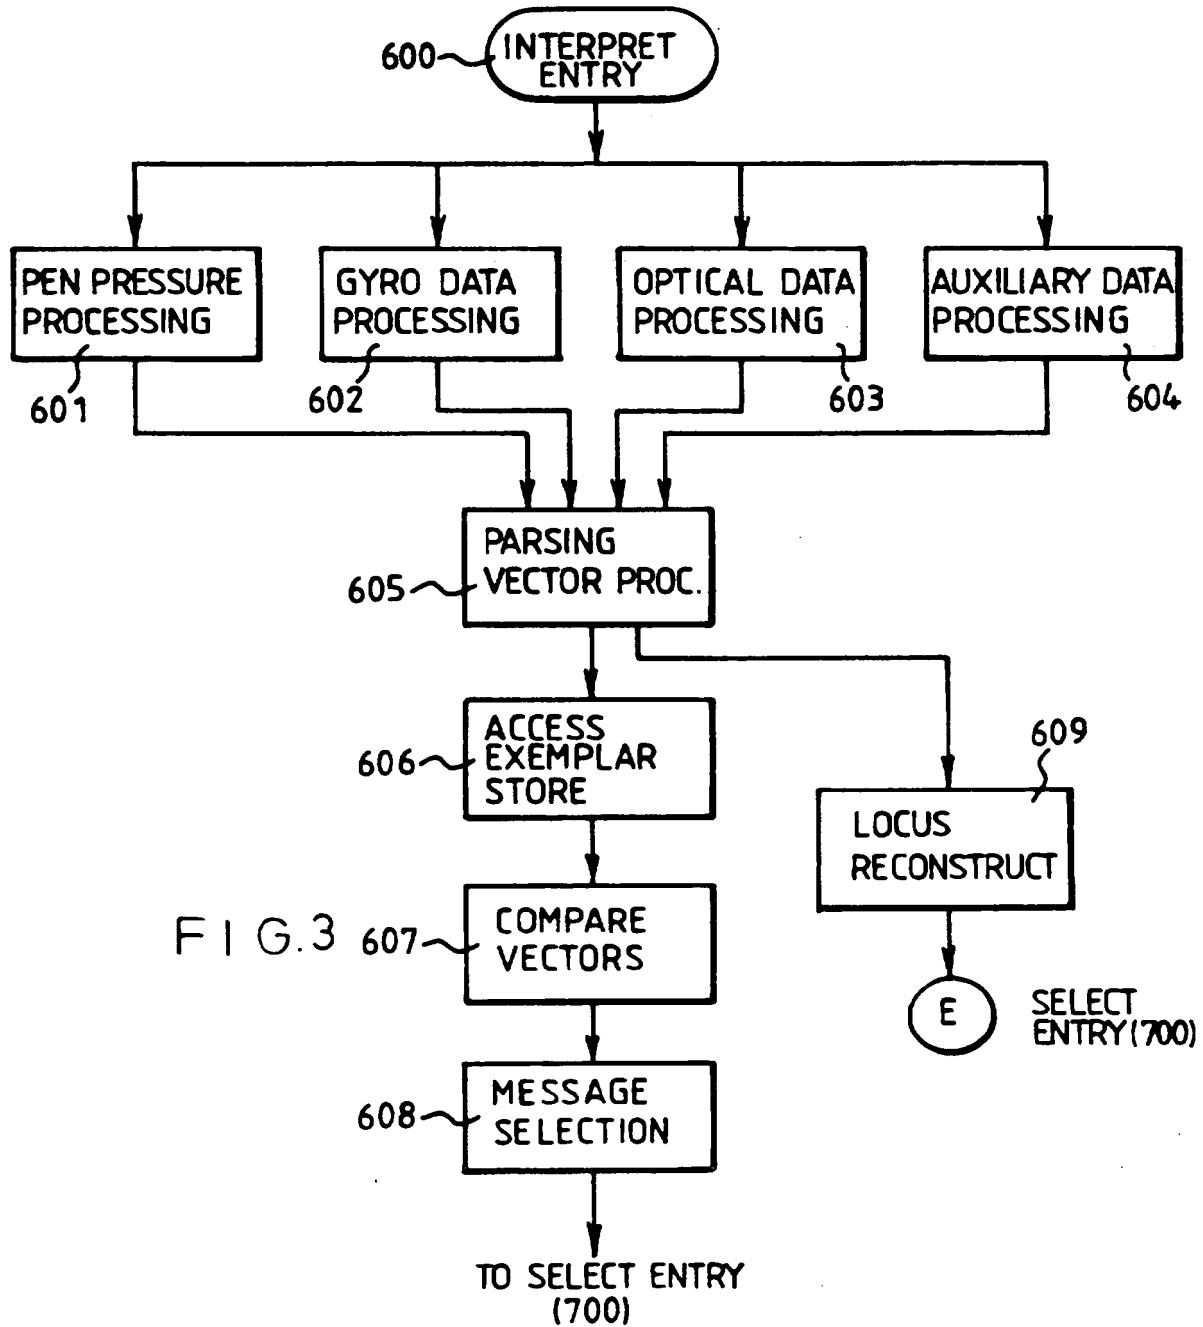 600
INTERPRET
ENTRY
PEN PRESSURE
PROCESSING
601
GYRO DATA
PROCESSING
602
OPTICAL DATA
PROCESSING
603
AUXILIARY DATA
PROCESSING
604
PARSING
VECTOR PROC.
605
ACCESS
EXEMPLAR
STORE
606
609
LOCUS
RECONSTRUCT
FIG.3
607
COMPARE
VECTORS
E
SELECT
ENTRY(700)
608
MESSAGE
SELECTION
TO SELECT ENTRY
(700)